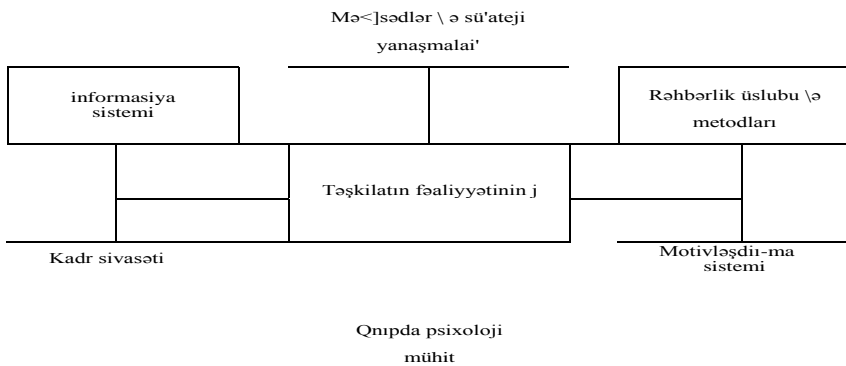 Mə<]sədlər \ ə sü'ateji
yanaşmalai'
informasiya
sistemi
Rəhbərlik üslubu \ə
metodları
Təşkilatın fəaliyyətinin j
Kadr sivasəti
Motivləşdiı-ma
sistemi
Qnıpda psixoloji
mühit